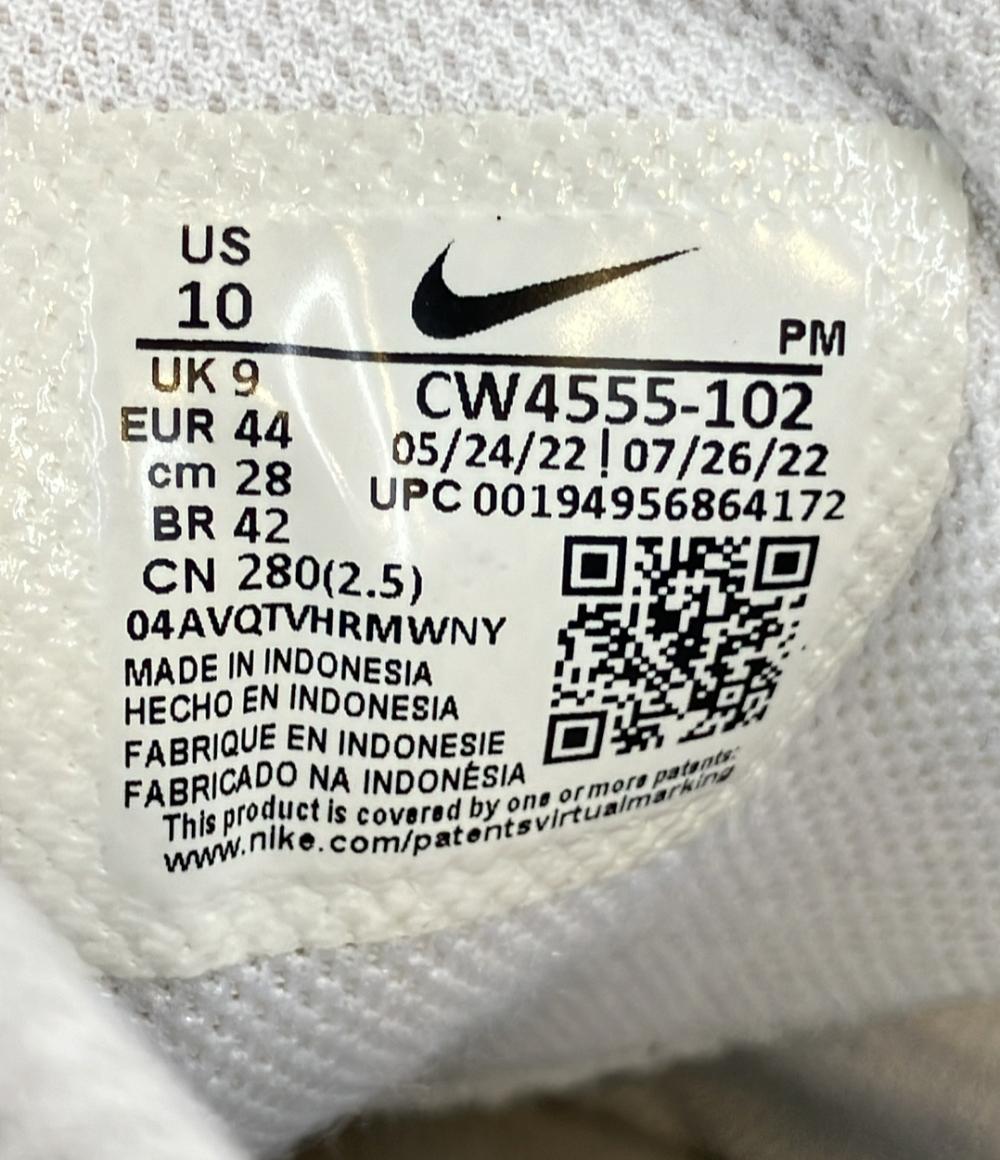 US
10
PM
UK 9
CW4555-102
EUR 44
05/24/22 | 07/26/22
cm 28
UPC 00194956864172
BR 42
CN 280(2.5)
04AVQTVHRMWNY
MADE IN INDONESIA
HECHO EN INDONESIA
FABRIQUE EN INDONESIE
FABRICADO NA INDONÉSIA
This product is covered by one or more patents:
www.nike.com/patentsvirtualmarking